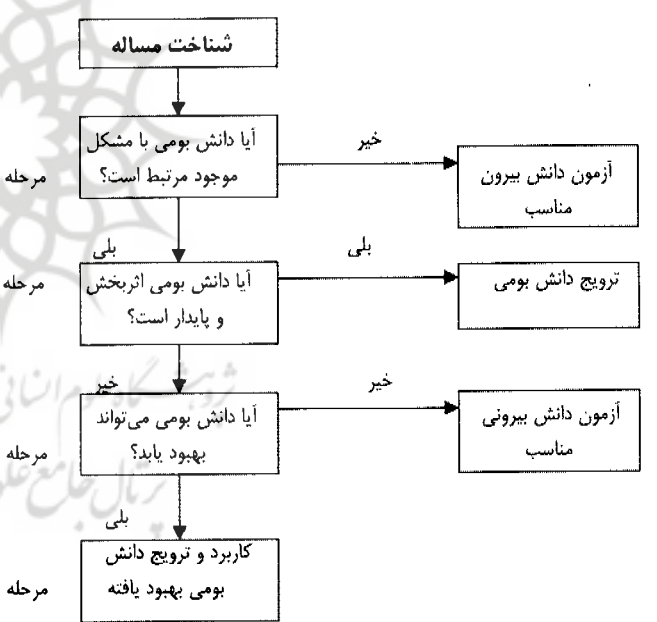 شناخت مساله
آیا دانش بومی با مشکل
موجود مرتبط است؟
خیر
آزمون دانش بیرون
مناسب
مرحله
بلی
آیا دانش بومی اثربخش
و پایدار است؟
بلی
ترویج دانش بومی
مرحله
خیر
آیا دانش بومی می‌تواند
بهبود یابد؟
خیر
آزمون دانش بیرونی
مناسب
مرحله
بلی
کاربرد و ترویج دانش
بومی بهبود یافته
مرحله